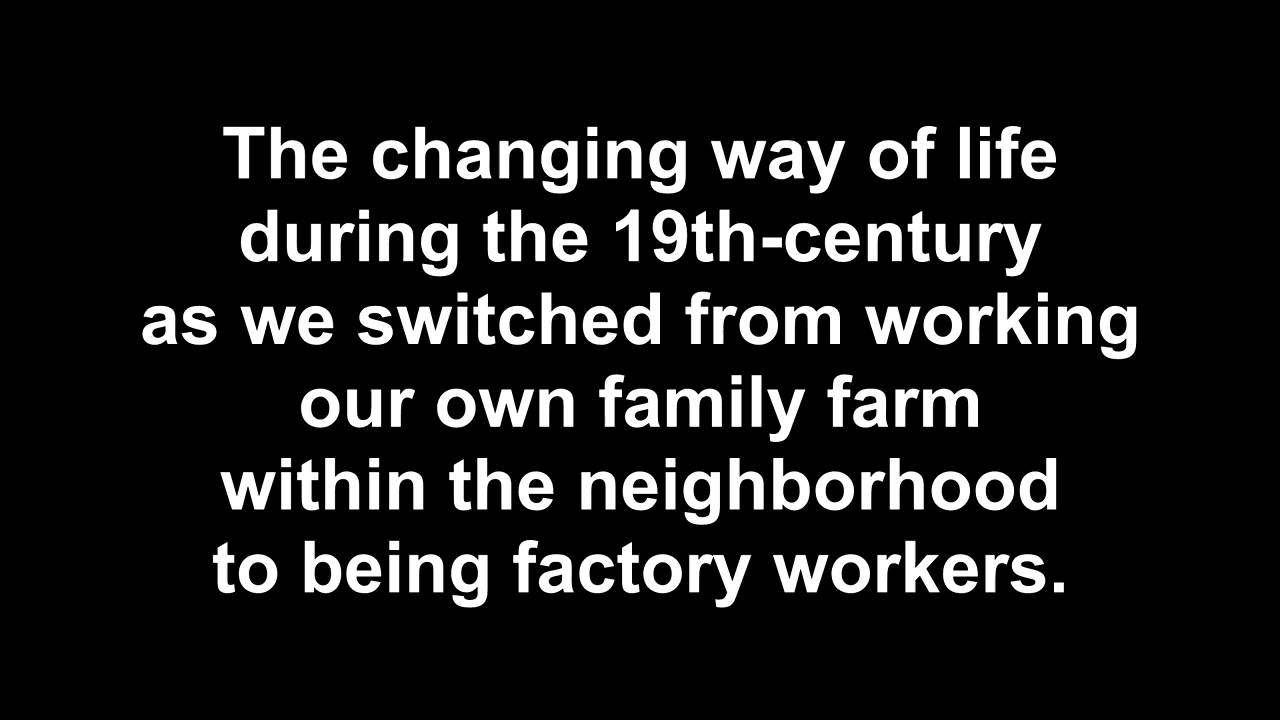 The changing way of life
during the 19th-century
as we switched from working
our own family farm
within the neighborhood
to being factory workers.